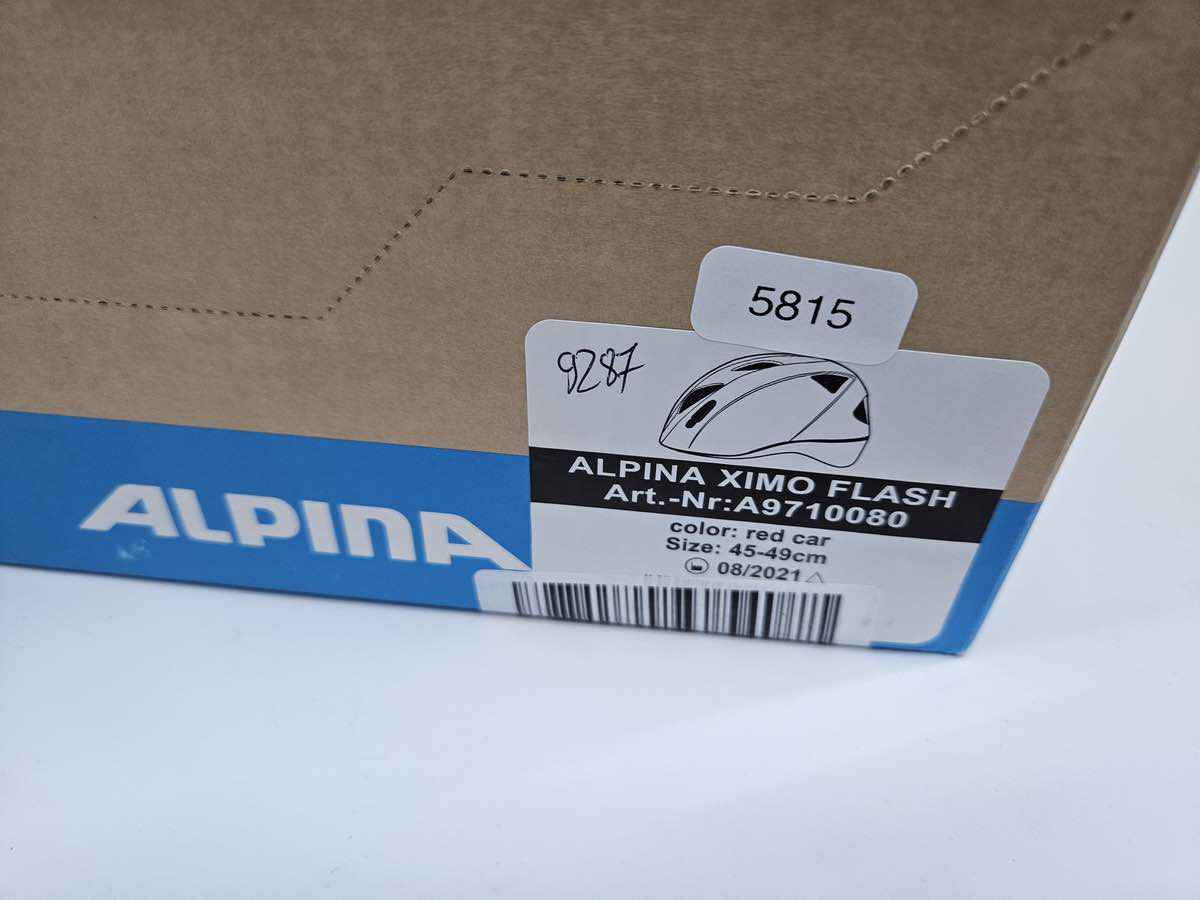 5815
9287
ALPINA XIMO FLASH
Art.-Nr:A9710080
color: red car
Size: 45-49cm
08/2021
ALPINA